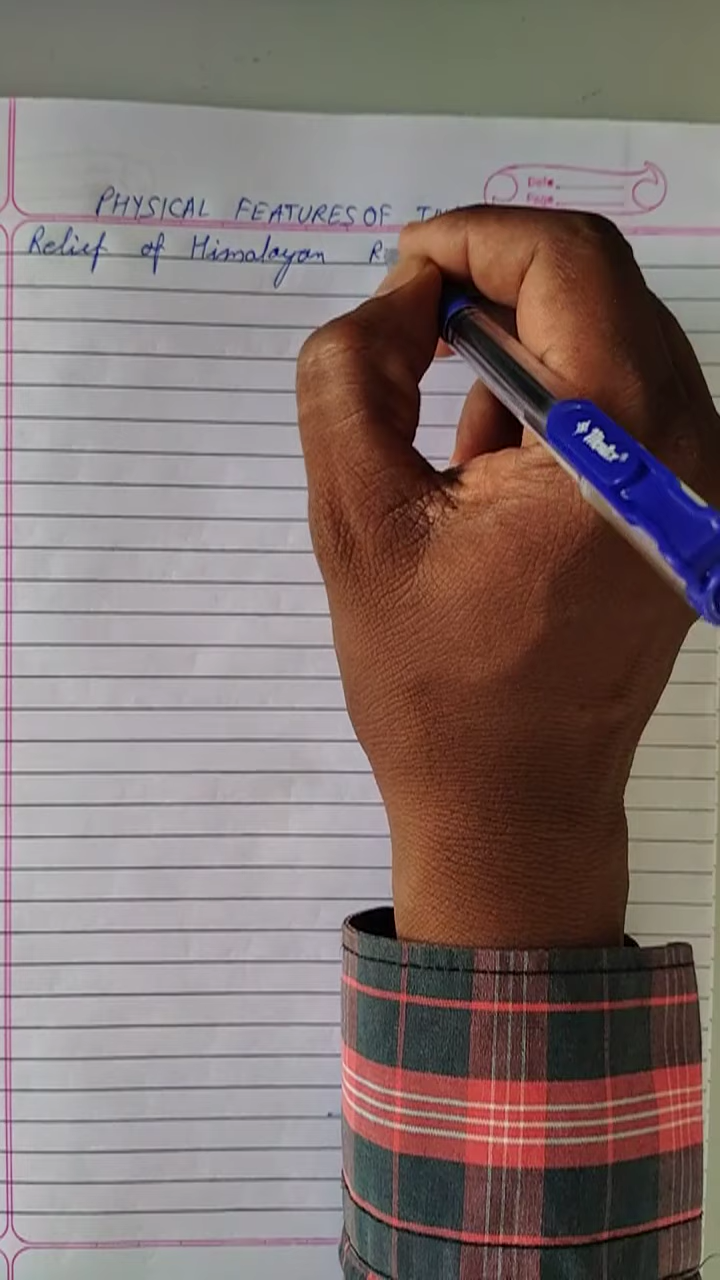 Date
Page
PHYSICAL FEATURES OF
Relief of Himalayan